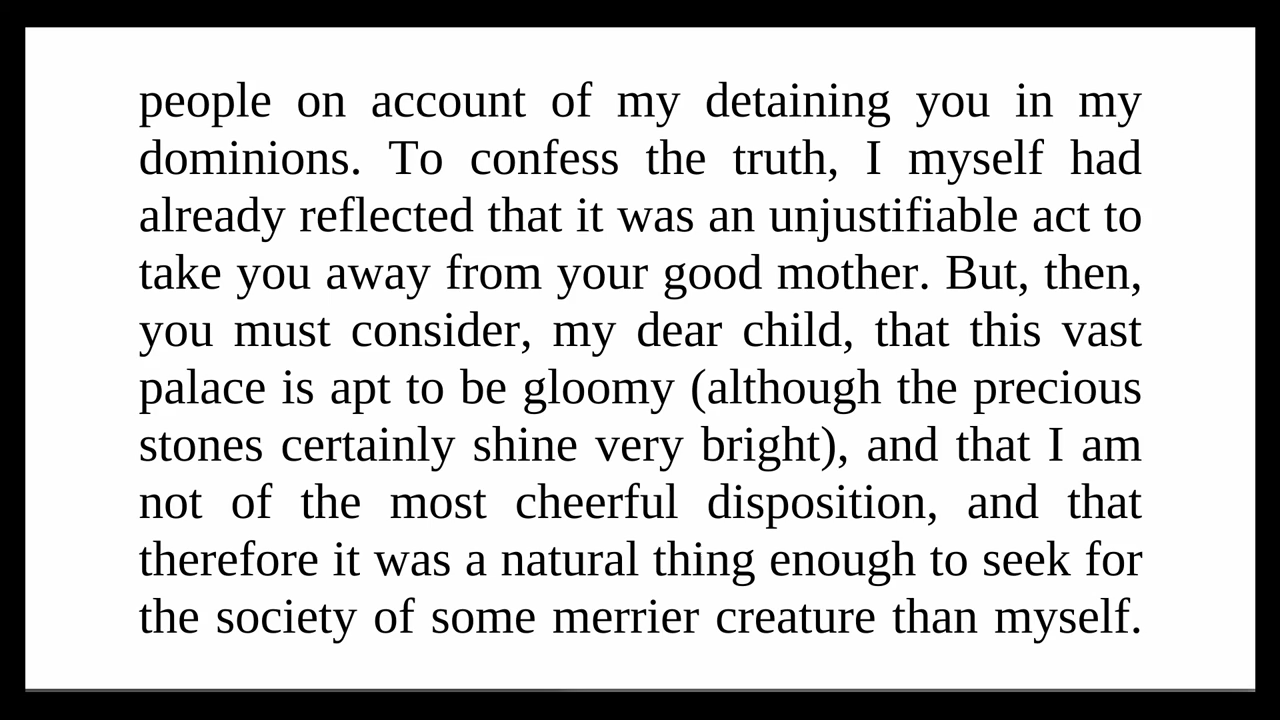 people on account of my detaining you in my
dominions. To confess the truth, I myself had
already reflected that it was an unjustifiable act to
take you away from your good mother. But, then,
you must consider, my dear child, that this vast
palace is apt to be gloomy (although the precious
stones certainly shine very bright), and that I am
not of the most cheerful disposition, and that
therefore it was a natural thing enough to seek for
the society of some merrier creature than myself.